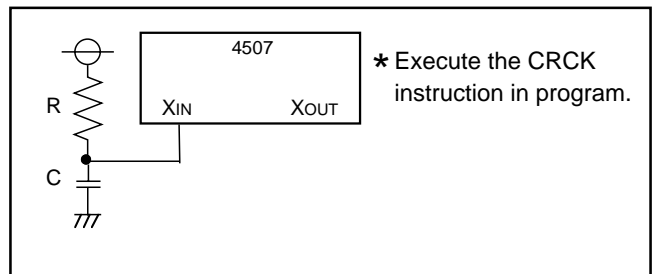 4507
* Execute the CRCK
instruction in program.
R
XIN XOUT
C